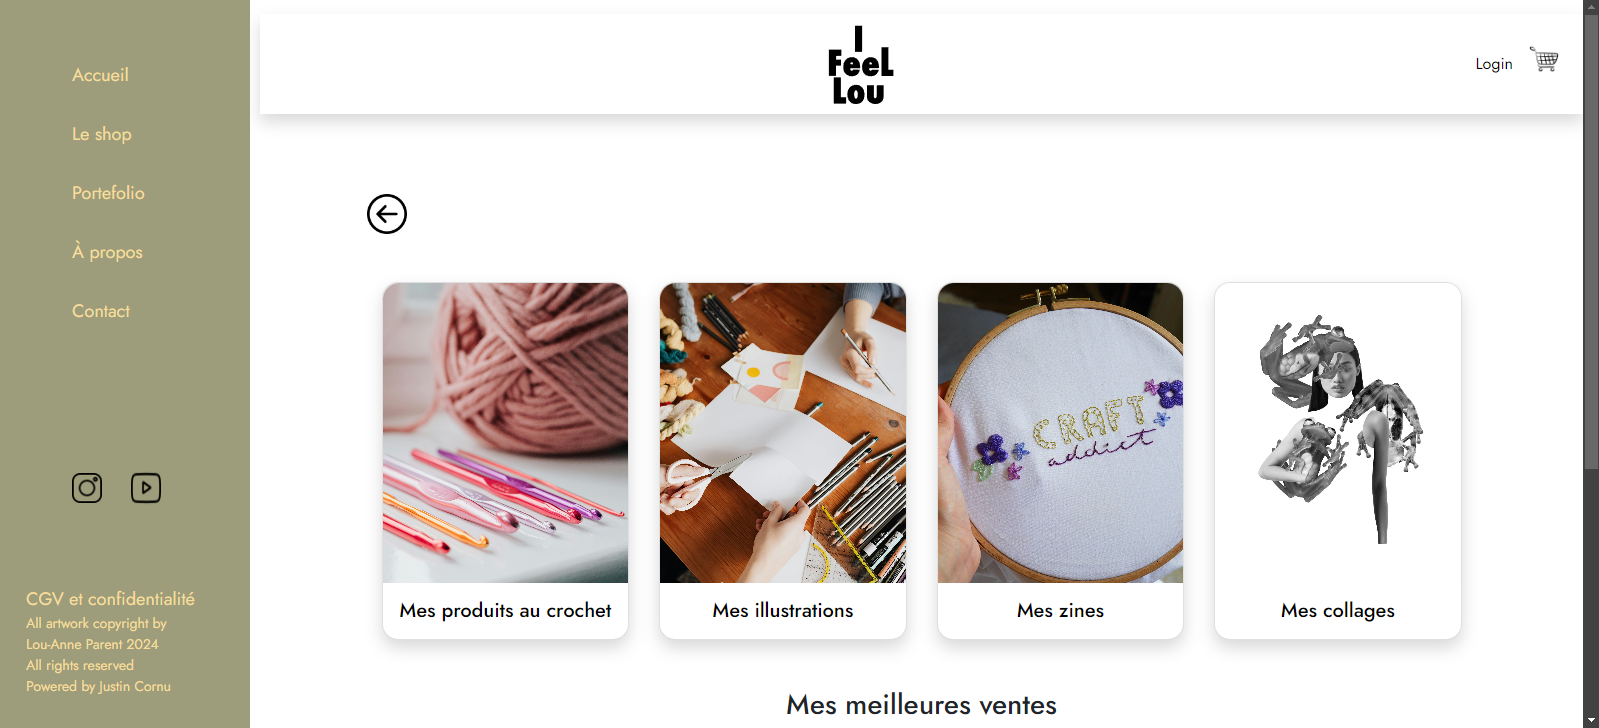 Accueil
Le shop
Portefolio
À propos
Contact
CGV et confidentialité
All artwork copyright by
Lou-Anne Parent 2024
All rights reserved
Powered by Justin Cornu
I
FeeL
Lou
Login
CRAFT
addict
Mes produits au crochet
Mes illustrations
Mes zines
Mes collages
Mes meilleures ventes